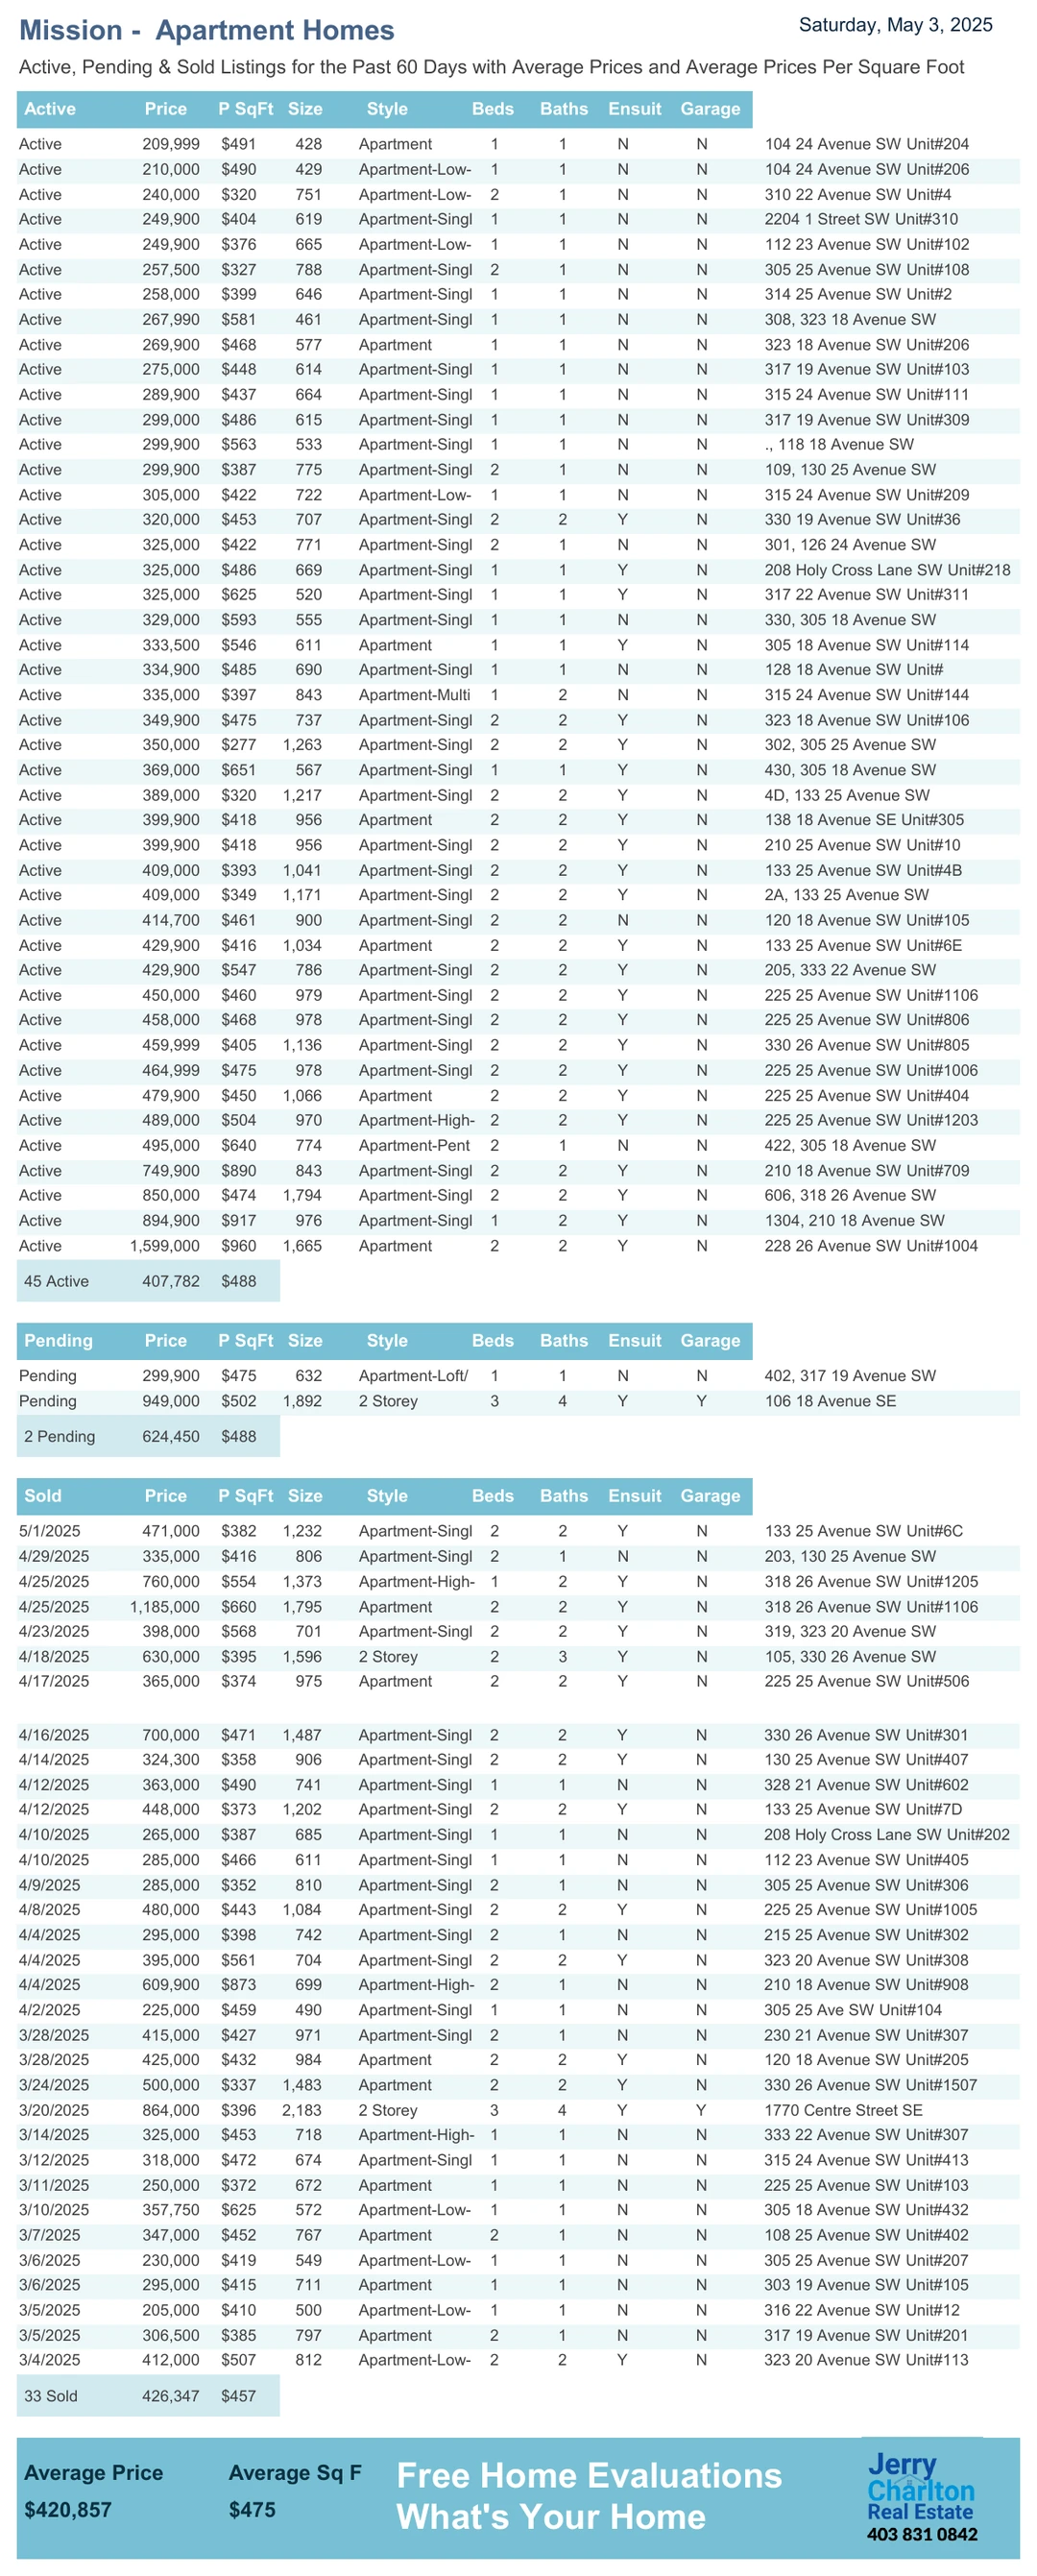 Mission -  Apartment Homes
Saturday, May 3, 2025
Active, Pending & Sold Listings for the Past 60 Days with Average Prices and Average Prices Per Square Foot
Active Price P SqFt Size Style Beds Baths Ensuit Garage
Active 209,999 $491 428 Apartment 1 1 N N 104 24 Avenue SW Unit#204
Active 210,000 $490 429 Apartment-Low- 1 1 N N 104 24 Avenue SW Unit#206
Active 240,000 $320 751 Apartment-Low- 2 1 N N 310 22 Avenue SW Unit#4
Active 249,900 $404 619 Apartment-Singl 1 1 N N 2204 1 Street SW Unit#310
Active 249,900 $376 665 Apartment-Low- 1 1 N N 112 23 Avenue SW Unit#102
Active 257,500 $327 788 Apartment-Singl 2 1 N N 305 25 Avenue SW Unit#108
Active 258,000 $399 646 Apartment-Singl 1 1 N N 314 25 Avenue SW Unit#2
Active 267,990 $581 461 Apartment-Singl 1 1 N N 308, 323 18 Avenue SW
Active 269,900 $468 577 Apartment 1 1 N N 323 18 Avenue SW Unit#206
Active 275,000 $448 614 Apartment-Singl 1 1 N N 317 19 Avenue SW Unit#103
Active 289,900 $437 664 Apartment-Singl 1 1 N N 315 24 Avenue SW Unit#111
Active 299,000 $486 615 Apartment-Singl 1 1 N N 317 19 Avenue SW Unit#309
Active 299,900 $563 533 Apartment-Singl 1 1 N N ., 118 18 Avenue SW
Active 299,900 $387 775 Apartment-Singl 2 1 N N 109, 130 25 Avenue SW
Active 305,000 $422 722 Apartment-Low- 1 1 N N 315 24 Avenue SW Unit#209
Active 320,000 $453 707 Apartment-Singl 2 2 Y N 330 19 Avenue SW Unit#36
Active 325,000 $422 771 Apartment-Singl 2 1 N N 301, 126 24 Avenue SW
Active 325,000 $486 669 Apartment-Singl 1 1 Y N 208 Holy Cross Lane SW Unit#218
Active 325,000 $625 520 Apartment-Singl 1 1 Y N 317 22 Avenue SW Unit#311
Active 329,000 $593 555 Apartment-Singl 1 1 N N 330, 305 18 Avenue SW
Active 333,500 $546 611 Apartment 1 1 Y N 305 18 Avenue SW Unit#114
Active 334,900 $485 690 Apartment-Singl 1 1 N N 128 18 Avenue SW Unit#
Active 335,000 $397 843 Apartment-Multi 1 2 N N 315 24 Avenue SW Unit#144
Active 349,900 $475 737 Apartment-Singl 2 2 Y N 323 18 Avenue SW Unit#106
Active 350,000 $277 1,263 Apartment-Singl 2 2 Y N 302, 305 25 Avenue SW
Active 369,000 $651 567 Apartment-Singl 1 1 Y N 430, 305 18 Avenue SW
Active 389,000 $320 1,217 Apartment-Singl 2 2 Y N 4D, 133 25 Avenue SW
Active 399,900 $418 956 Apartment 2 2 Y N 138 18 Avenue SE Unit#305
Active 399,900 $418 956 Apartment-Singl 2 2 Y N 210 25 Avenue SW Unit#10
Active 409,000 $393 1,041 Apartment-Singl 2 2 Y N 133 25 Avenue SW Unit#4B
Active 409,000 $349 1,171 Apartment-Singl 2 2 Y N 2A, 133 25 Avenue SW
Active 414,700 $461 900 Apartment-Singl 2 2 N N 120 18 Avenue SW Unit#105
Active 429,900 $416 1,034 Apartment 2 2 Y N 133 25 Avenue SW Unit#6E
Active 429,900 $547 786 Apartment-Singl 2 2 Y N 205, 333 22 Avenue SW
Active 450,000 $460 979 Apartment-Singl 2 2 Y N 225 25 Avenue SW Unit#1106
Active 458,000 $468 978 Apartment-Singl 2 2 Y N 225 25 Avenue SW Unit#806
Active 459,999 $405 1,136 Apartment-Singl 2 2 Y N 330 26 Avenue SW Unit#805
Active 464,999 $475 978 Apartment-Singl 2 2 Y N 225 25 Avenue SW Unit#1006
Active 479,900 $450 1,066 Apartment 2 2 Y N 225 25 Avenue SW Unit#404
Active 489,000 $504 970 Apartment-High- 2 2 Y N 225 25 Avenue SW Unit#1203
Active 495,000 $640 774 Apartment-Pent 2 1 N N 422, 305 18 Avenue SW
Active 749,900 $890 843 Apartment-Singl 2 2 Y N 210 18 Avenue SW Unit#709
Active 850,000 $474 1,794 Apartment-Singl 2 2 Y N 606, 318 26 Avenue SW
Active 894,900 $917 976 Apartment-Singl 1 2 Y N 1304, 210 18 Avenue SW
Active 1,599,000 $960 1,665 Apartment 2 2 Y N 228 26 Avenue SW Unit#1004
45 Active 407,782 $488
Pending Price P SqFt Size Style Beds Baths Ensuit Garage
Pending 299,900 $475 632 Apartment-Loft/ 1 1 N N 402, 317 19 Avenue SW
Pending 949,000 $502 1,892 2 Storey 3 4 Y Y 106 18 Avenue SE
2 Pending 624,450 $488
Sold Price P SqFt Size Style Beds Baths Ensuit Garage
5/1/2025 471,000 $382 1,232 Apartment-Singl 2 2 Y N 133 25 Avenue SW Unit#6C
4/29/2025 335,000 $416 806 Apartment-Singl 2 1 N N 203, 130 25 Avenue SW
4/25/2025 760,000 $554 1,373 Apartment-High- 1 2 Y N 318 26 Avenue SW Unit#1205
4/25/2025 1,185,000 $660 1,795 Apartment 2 2 Y N 318 26 Avenue SW Unit#1106
4/23/2025 398,000 $568 701 Apartment-Singl 2 2 Y N 319, 323 20 Avenue SW
4/18/2025 630,000 $395 1,596 2 Storey 2 3 Y N 105, 330 26 Avenue SW
4/17/2025 365,000 $374 975 Apartment 2 2 Y N 225 25 Avenue SW Unit#506
4/16/2025 700,000 $471 1,487 Apartment-Singl 2 2 Y N 330 26 Avenue SW Unit#301
4/14/2025 324,300 $358 906 Apartment-Singl 2 2 Y N 130 25 Avenue SW Unit#407
4/12/2025 363,000 $490 741 Apartment-Singl 1 1 N N 328 21 Avenue SW Unit#602
4/12/2025 448,000 $373 1,202 Apartment-Singl 2 2 Y N 133 25 Avenue SW Unit#7D
4/10/2025 265,000 $387 685 Apartment-Singl 1 1 N N 208 Holy Cross Lane SW Unit#202
4/10/2025 285,000 $466 611 Apartment-Singl 1 1 N N 112 23 Avenue SW Unit#405
4/9/2025 285,000 $352 810 Apartment-Singl 2 1 N N 305 25 Avenue SW Unit#306
4/8/2025 480,000 $443 1,084 Apartment-Singl 2 2 Y N 225 25 Avenue SW Unit#1005
4/4/2025 295,000 $398 742 Apartment-Singl 2 1 N N 215 25 Avenue SW Unit#302
4/4/2025 395,000 $561 704 Apartment-Singl 2 2 Y N 323 20 Avenue SW Unit#308
4/4/2025 609,900 $873 699 Apartment-High- 2 1 N N 210 18 Avenue SW Unit#908
4/2/2025 225,000 $459 490 Apartment-Singl 1 1 N N 305 25 Ave SW Unit#104
3/28/2025 415,000 $427 971 Apartment-Singl 2 1 N N 230 21 Avenue SW Unit#307
3/28/2025 425,000 $432 984 Apartment 2 2 Y N 120 18 Avenue SW Unit#205
3/24/2025 500,000 $337 1,483 Apartment 2 2 Y N 330 26 Avenue SW Unit#1507
3/20/2025 864,000 $396 2,183 2 Storey 3 4 Y Y 1770 Centre Street SE
3/14/2025 325,000 $453 718 Apartment-High- 1 1 N N 333 22 Avenue SW Unit#307
3/12/2025 318,000 $472 674 Apartment-Singl 1 1 N N 315 24 Avenue SW Unit#413
3/11/2025 250,000 $372 672 Apartment 1 1 N N 225 25 Avenue SW Unit#103
3/10/2025 357,750 $625 572 Apartment-Low- 1 1 N N 305 18 Avenue SW Unit#432
3/7/2025 347,000 $452 767 Apartment 2 1 N N 108 25 Avenue SW Unit#402
3/6/2025 230,000 $419 549 Apartment-Low- 1 1 N N 305 25 Avenue SW Unit#207
3/6/2025 295,000 $415 711 Apartment 1 1 N N 303 19 Avenue SW Unit#105
3/5/2025 205,000 $410 500 Apartment-Low- 1 1 N N 316 22 Avenue SW Unit#12
3/5/2025 306,500 $385 797 Apartment 2 1 N N 317 19 Avenue SW Unit#201
3/4/2025 412,000 $507 812 Apartment-Low- 2 2 Y N 323 20 Avenue SW Unit#113
33 Sold 426,347 $457
Average Price Average Sq F
$420,857 $475
Free Home Evaluations
What's Your Home
Jerry
Charlton
Real Estate
403 831 0842